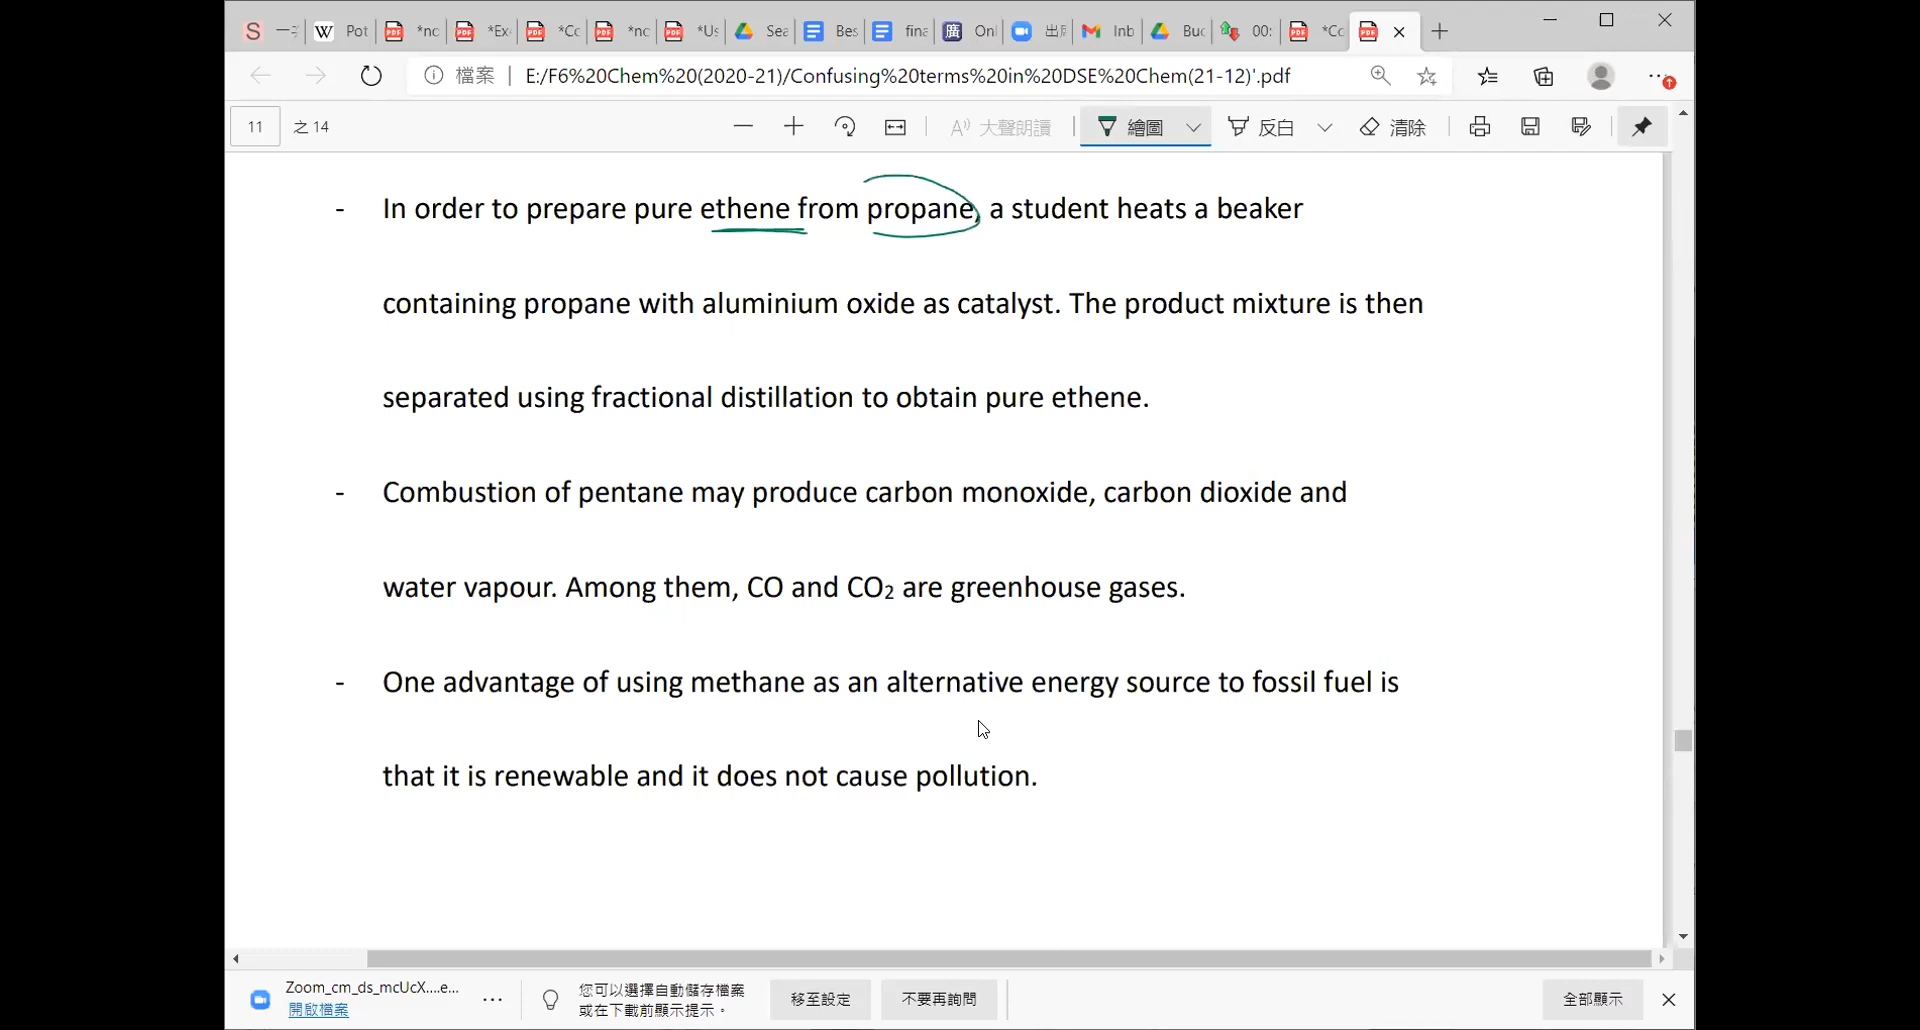 S 一 W Pot *nc *Ex *Cc *nc *Us Sea Bes fina 廣 Onl Inb Buc 00: *Cc
檔案 E:/F6%20Chem%20(2020-21)/Confusing%20terms%20in%20DSE%20Chem(21-12)'.pdf
11 之 14 大聲朗讀 繪圖 反白 清除
- In order to prepare pure ethene from propane, a student heats a beaker
containing propane with aluminium oxide as catalyst. The product mixture is then
separated using fractional distillation to obtain pure ethene.
- Combustion of pentane may produce carbon monoxide, carbon dioxide and
water vapour. Among them, CO and CO₂ are greenhouse gases.
- One advantage of using methane as an alternative energy source to fossil fuel is
that it is renewable and it does not cause pollution.
Zoom_cm_ds_mcUcX....e...
開啟檔案
您可以選擇自動儲存檔案
或在下載前顯示提示。
移至設定 不要再詢問 全部顯示